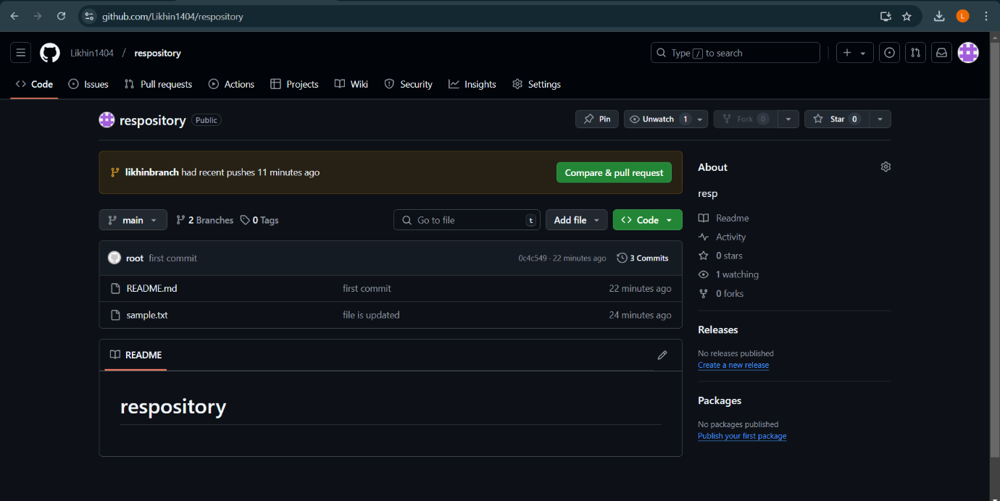 github.com/Likhin1404/respository
L
Likhin1404 / respository
Type / to search
Code Issues Pull requests Actions Projects Wiki Security Insights Settings
respository Public
Pin Unwatch 1 Fork 0 Star 0
likhinbranch had recent pushes 11 minutes ago Compare & pull request
main 2 Branches 0 Tags Go to file t Add file Code
root first commit 0c4c549 · 22 minutes ago 3 Commits
README.md first commit 22 minutes ago
sample.txt file is updated 24 minutes ago
README
respository
About
resp
Readme
Activity
0 stars
1 watching
0 forks
Releases
No releases published
Create a new release
Packages
No packages published
Publish your first package